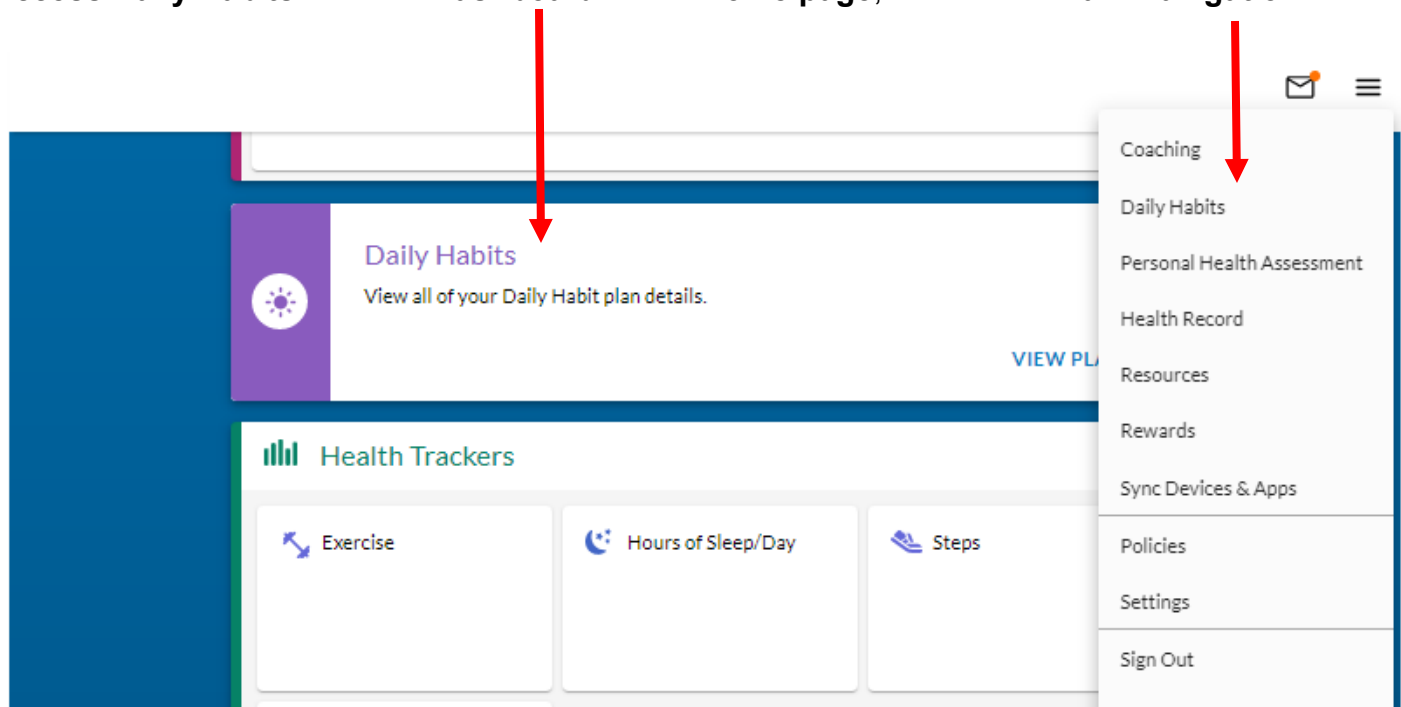 Daily Habits
View all of your Daily Habit plan details.
VIEW
Health Trackers
Exercise
Hours of Sleep/Day
Steps
Coaching
Daily Habits
Personal Health Assessment
Health Record
Resources
Rewards
Sync Devices & Apps
Policies
Settings
Sign Out